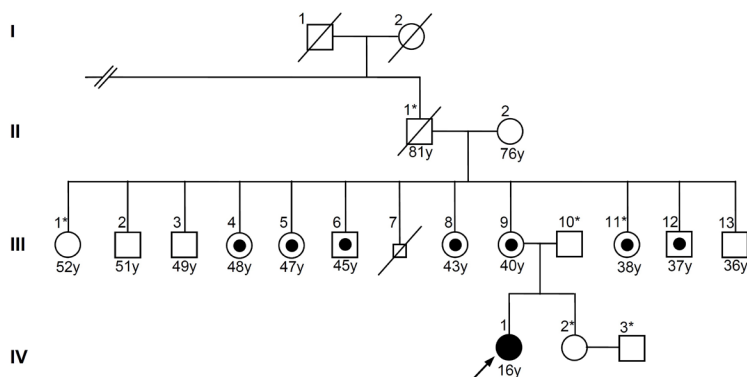 I 1 2
II 1* 2
81y 76y
III 1* 2 3 4 5 6 7 8 9 10* 11* 12 13
52y 51y 49y 48y 47y 45y 43y 40y 38y 37y 36y
IV 1 2* 3*
16y